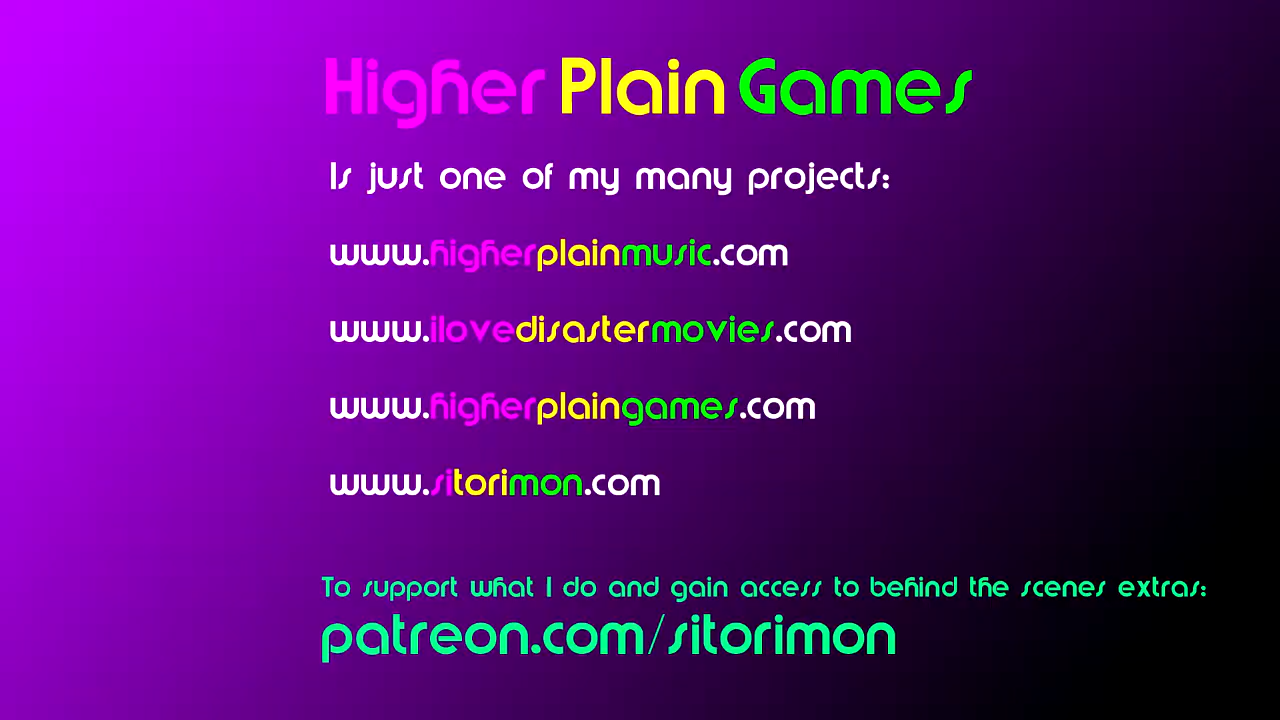 Higher Plain Games
Is just one of my many projects:
www.higherplainmusic.com
www.ilovedisastermovies.com
www.higherplaingames.com
www.sitorimon.com
To support what I do and gain access to behind the scenes extras:
patreon.com/sitorimon